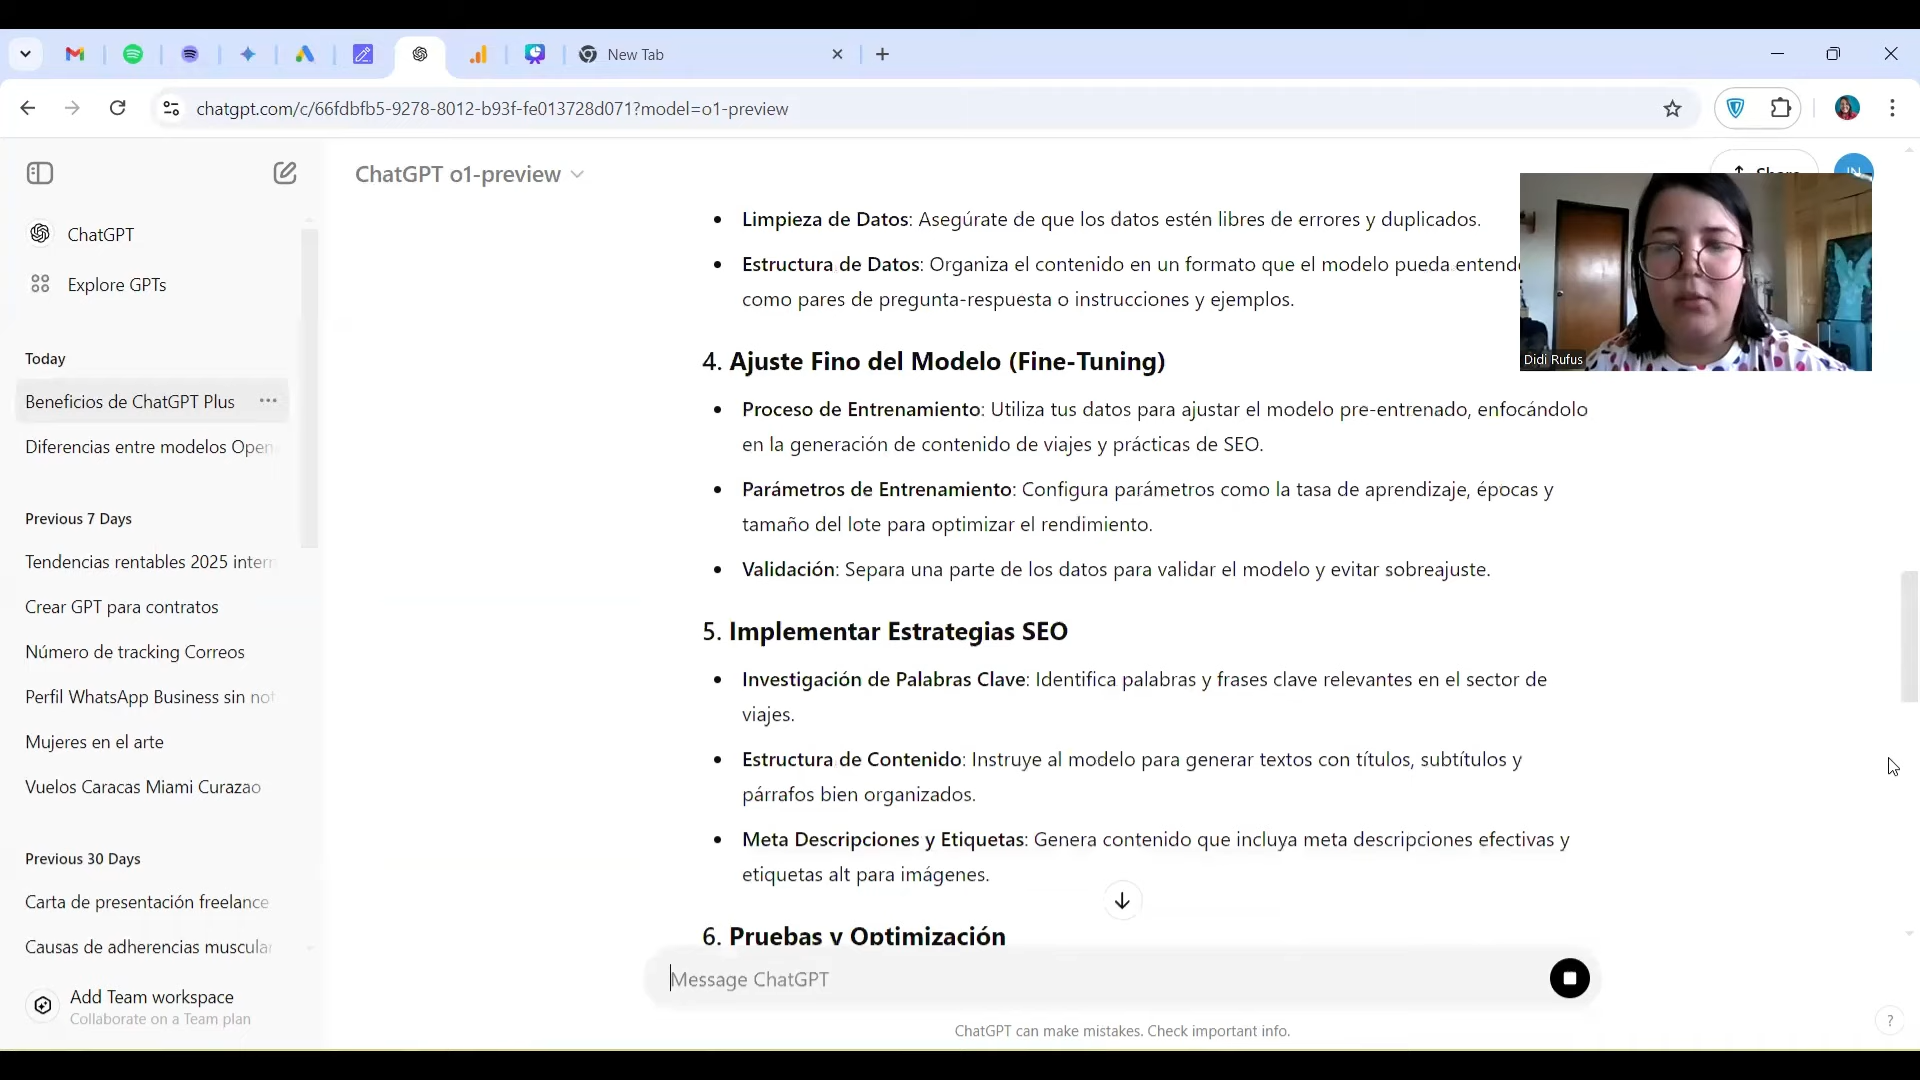 New Tab
chatgpt.com/c/66fdbfb5-9278-8012-b93f-fe013728d071?model=o1-preview
ChatGPT o1-preview
Share
ChatGPT
Explore GPTs
Today
Beneficios de ChatGPT Plus
Diferencias entre modelos Open
Previous 7 Days
Tendencias rentables 2025 intern
Crear GPT para contratos
Número de tracking Correos
Perfil WhatsApp Business sin not
Mujeres en el arte
Vuelos Caracas Miami Curazao
Previous 30 Days
Carta de presentación freelance
Causas de adherencias muscular
Add Team workspace
Collaborate on a Team plan
Limpieza de Datos: Asegúrate de que los datos estén libres de errores y duplicados.
Estructura de Datos: Organiza el contenido en un formato que el modelo pueda entende
como pares de pregunta-respuesta o instrucciones y ejemplos.
4. Ajuste Fino del Modelo (Fine-Tuning)
Proceso de Entrenamiento: Utiliza tus datos para ajustar el modelo pre-entrenado, enfocándolo
en la generación de contenido de viajes y prácticas de SEO.
Parámetros de Entrenamiento: Configura parámetros como la tasa de aprendizaje, épocas y
tamaño del lote para optimizar el rendimiento.
Validación: Separa una parte de los datos para validar el modelo y evitar sobreajuste.
5. Implementar Estrategias SEO
Investigación de Palabras Clave: Identifica palabras y frases clave relevantes en el sector de
viajes.
Estructura de Contenido: Instruye al modelo para generar textos con títulos, subtítulos y
párrafos bien organizados.
Meta Descripciones y Etiquetas: Genera contenido que incluya meta descripciones efectivas y
etiquetas alt para imágenes.
6. Pruebas y Optimización
Message ChatGPT
ChatGPT can make mistakes. Check important info.
?
Didi Rufus